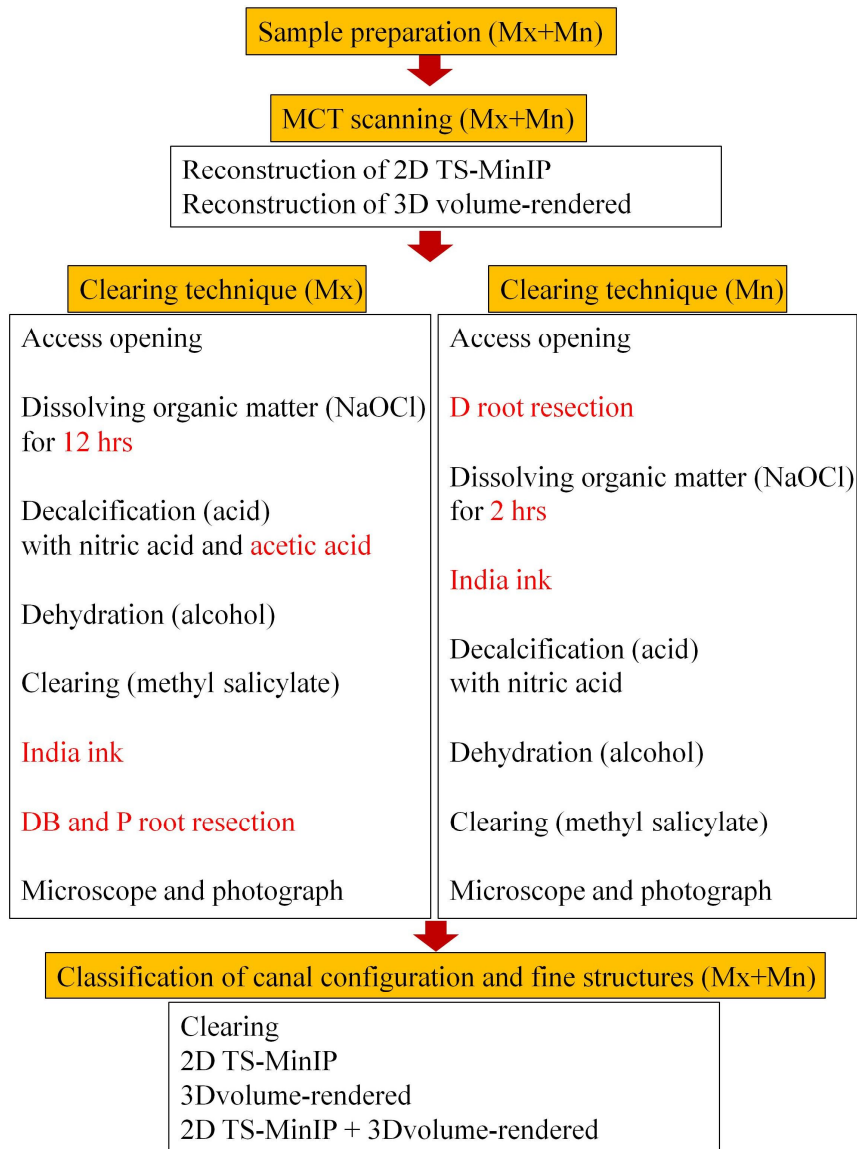 Sample preparation (Mx+Mn)
MCT scanning (Mx+Mn)
Reconstruction of 2D TS-MinIP
Reconstruction of 3D volume-rendered
Clearing technique (Mx)
Access opening
Dissolving organic matter (NaOCl)
for 12 hrs
Decalcification (acid)
with nitric acid and acetic acid
Dehydration (alcohol)
Clearing (methyl salicylate)
India ink
DB and P root resection
Microscope and photograph
Clearing technique (Mn)
Access opening
D root resection
Dissolving organic matter (NaOCl)
for 2 hrs
India ink
Decalcification (acid)
with nitric acid
Dehydration (alcohol)
Clearing (methyl salicylate)
Microscope and photograph
Classification of canal configuration and fine structures (Mx+Mn)
Clearing
2D TS-MinIP
3Dvolume-rendered
2D TS-MinIP + 3Dvolume-rendered